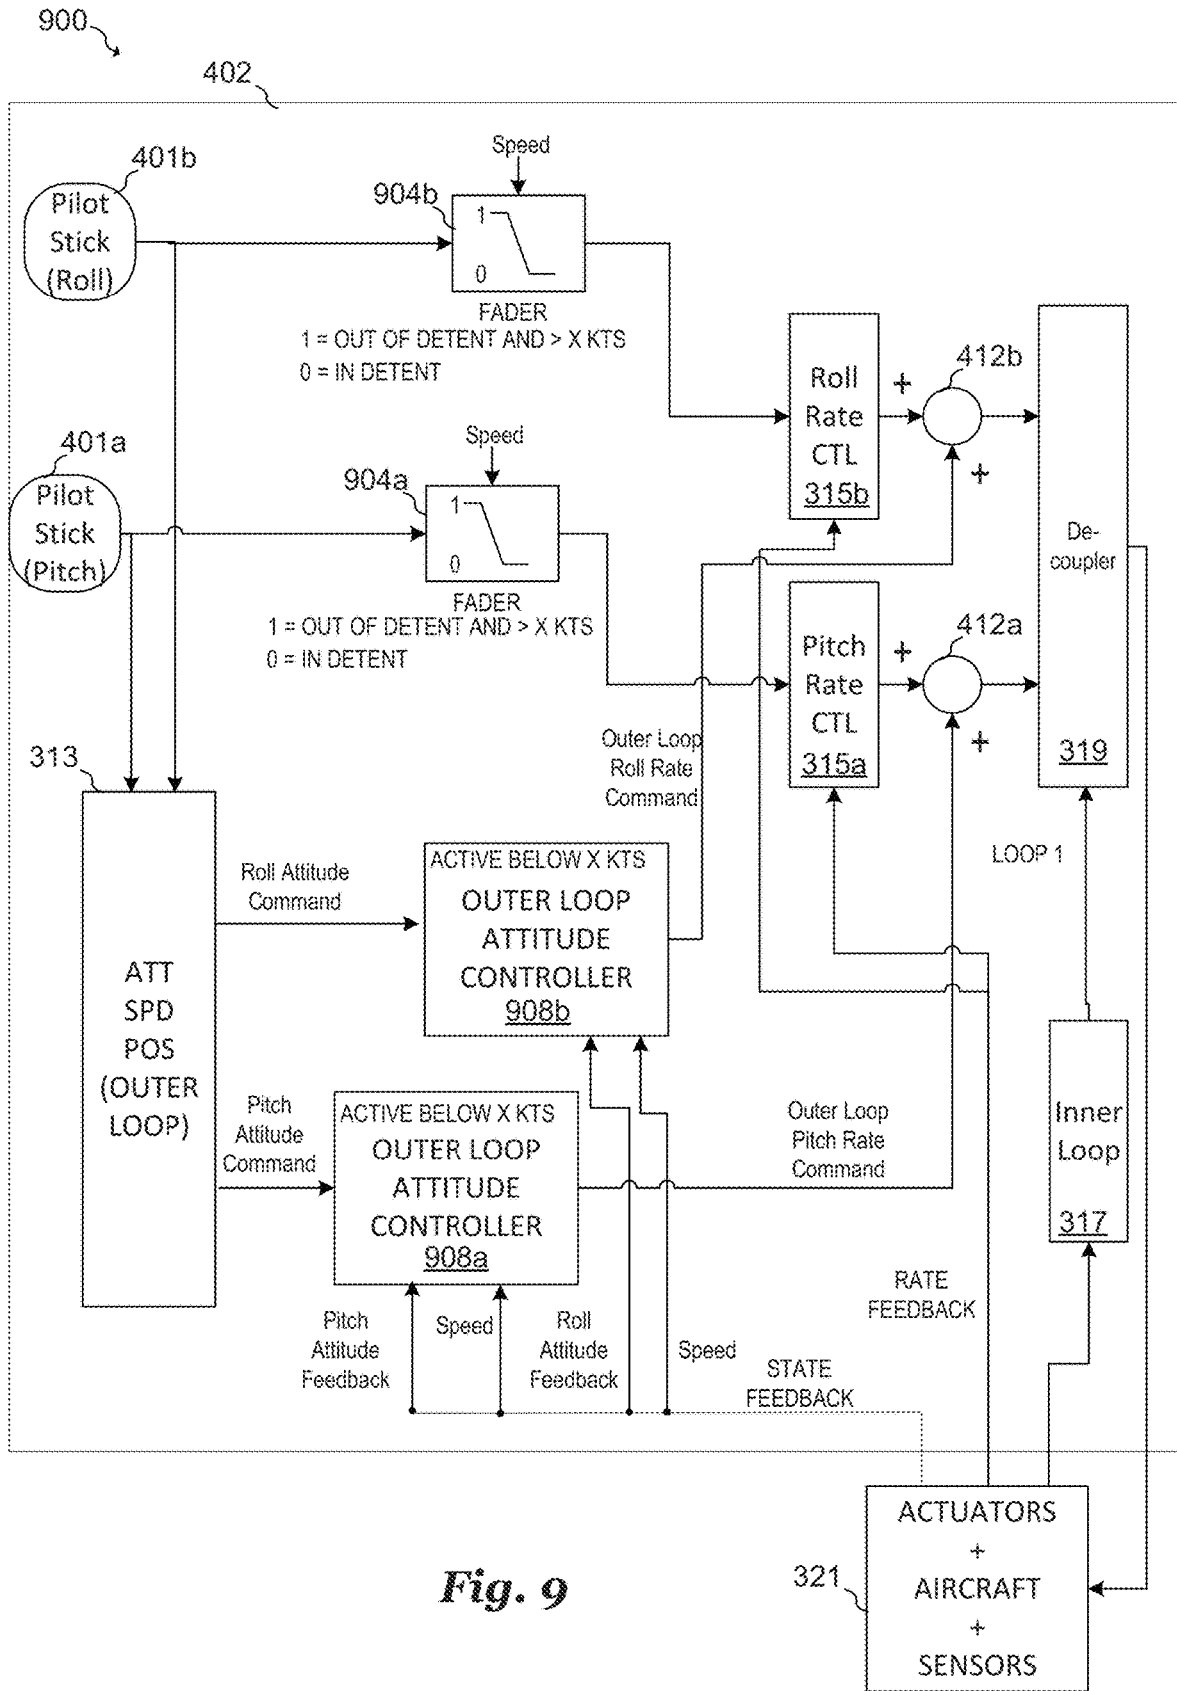 900
402
401b
Pilot
Stick
(Roll)
Speed
904b
1
0
FADER
1 = OUT OF DETENT AND > X KTS
0 = IN DETENT
401a
Pilot
Stick
(Pitch)
Speed
904a
1
0
FADER
1 = OUT OF DETENT AND > X KTS
0 = IN DETENT
Roll
Rate
CTL
315b
+
412b
+
De-
coupler
319
Pitch
Rate
CTL
315a
+
412a
+
313
ATT
SPD
POS
(OUTER
LOOP)
Roll Attitude
Command
Outer Loop
Roll Rate
Command
ACTIVE BELOW X KTS
OUTER LOOP
ATTITUDE
CONTROLLER
908b
LOOP 1
Pitch
Attitude
Command
ACTIVE BELOW X KTS
OUTER LOOP
ATTITUDE
CONTROLLER
908a
Outer Loop
Pitch Rate
Command
Inner
Loop
317
Pitch
Attitude
Feedback
Speed
Roll
Attitude
Feedback
Speed
STATE
FEEDBACK
RATE
FEEDBACK
321
ACTUATORS
+
AIRCRAFT
+
SENSORS
Fig. 9